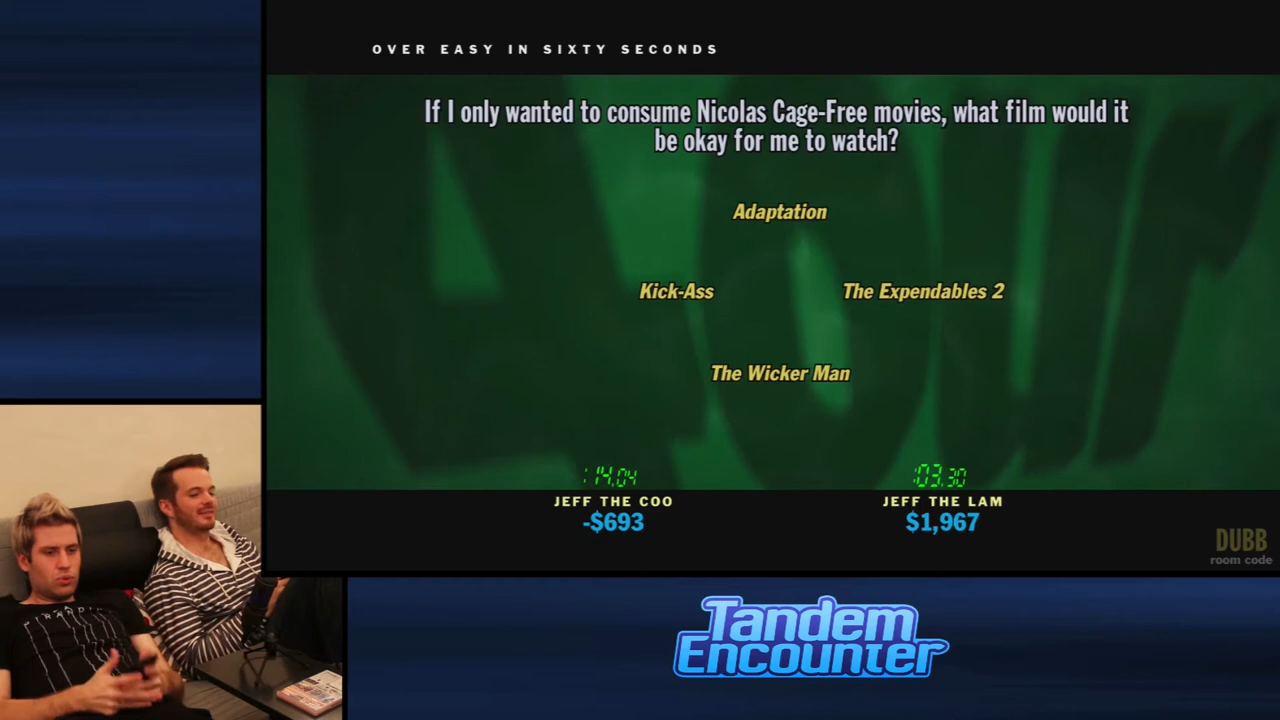 OVER EASY IN SIXTY SECONDS
If I only wanted to consume Nicolas Cage-Free movies, what film would it
be okay for me to watch?
Adaptation
Kick-Ass
The Expendables 2
The Wicker Man
:14.04
:03.30
JEFF THE COO
JEFF THE LAM
-$693
$1,967
DUBB
room code
Tandem
Encounter